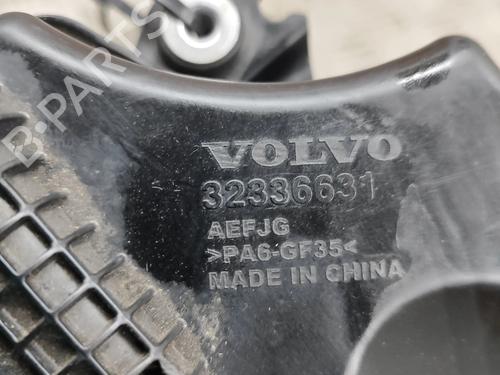 B-PARTS
VOLVO
32336631
AEFJG
>PA6-GF35<
MADE IN CHINA